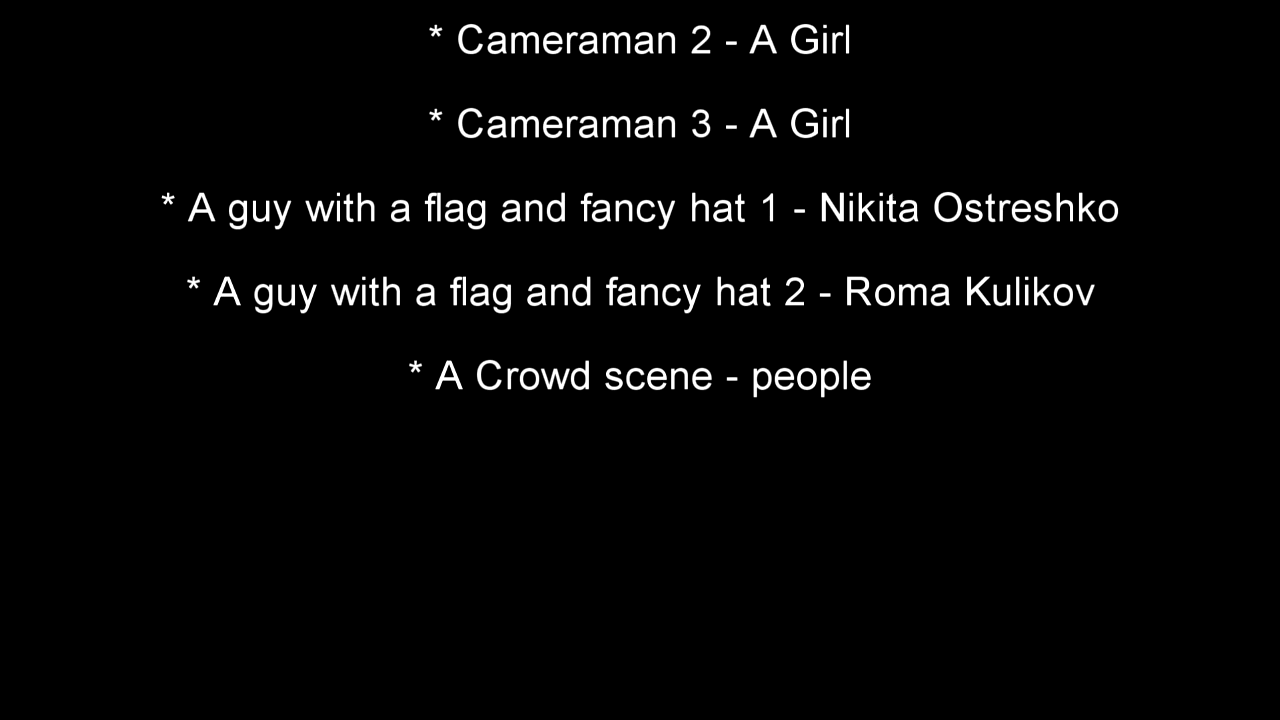 * Cameraman 2 - A Girl
* Cameraman 3 - A Girl
* A guy with a flag and fancy hat 1 - Nikita Ostreshko
* A guy with a flag and fancy hat 2 - Roma Kulikov
* A Crowd scene - people